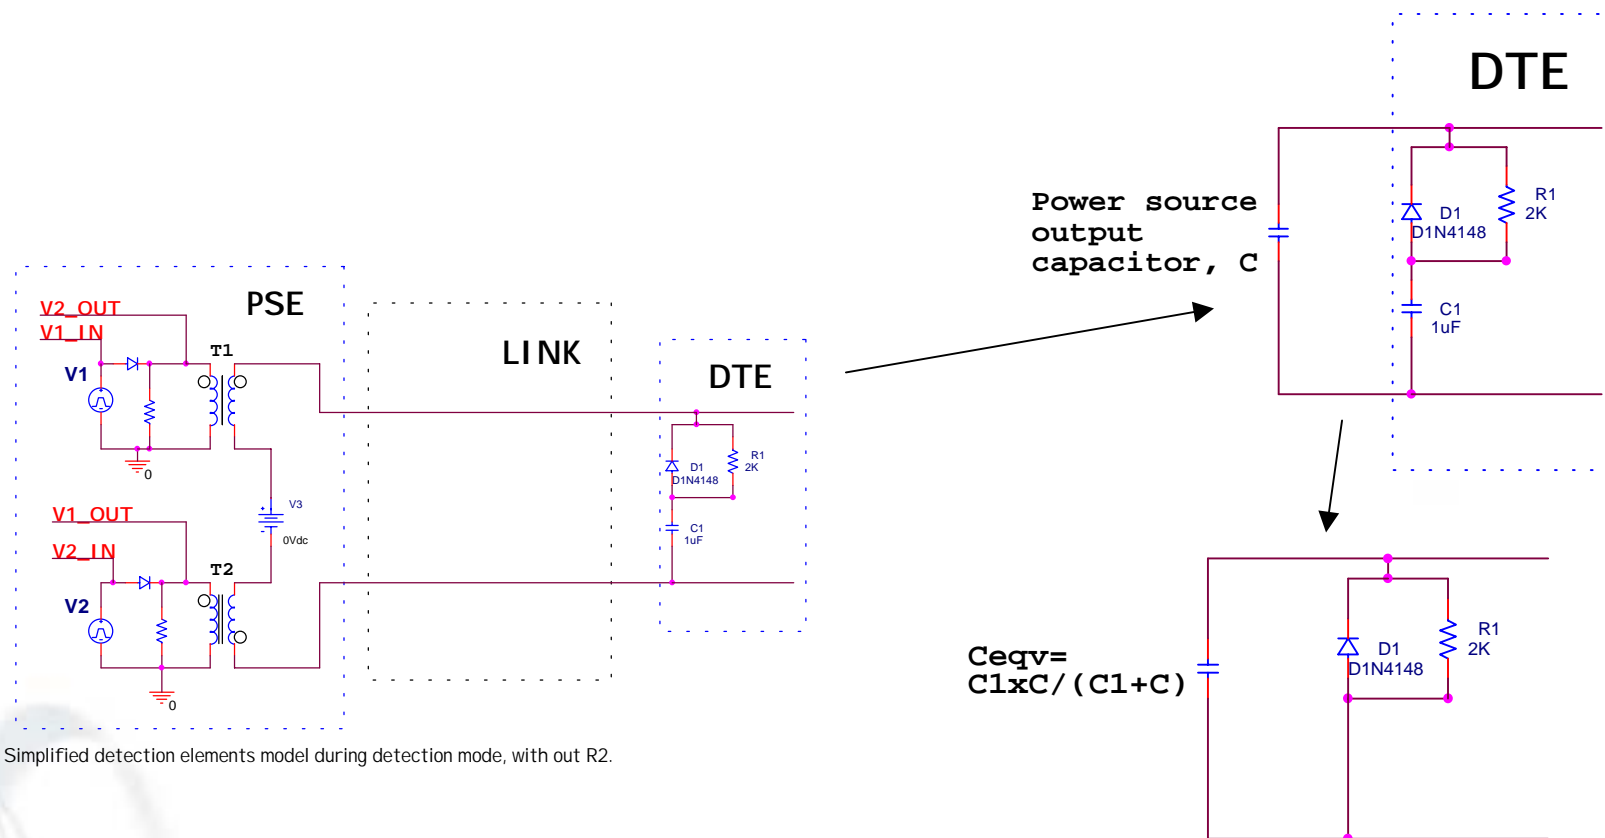 DTE
Power source
output
capacitor, C
D1
D1N4148
R1
2K
C1
1uF
PSE
V2_OUT
V1_IN
T1
V1
0
V3
0Vdc
V1_OUT
V2_IN
T2
V2
0
LINK
DTE
D1
D1N4148
R1
2K
C1
1uF
Ceqv=
C1xC/(C1+C)
D1
D1N4148
R1
2K
Simplified detection elements model during detection mode, with out R2.